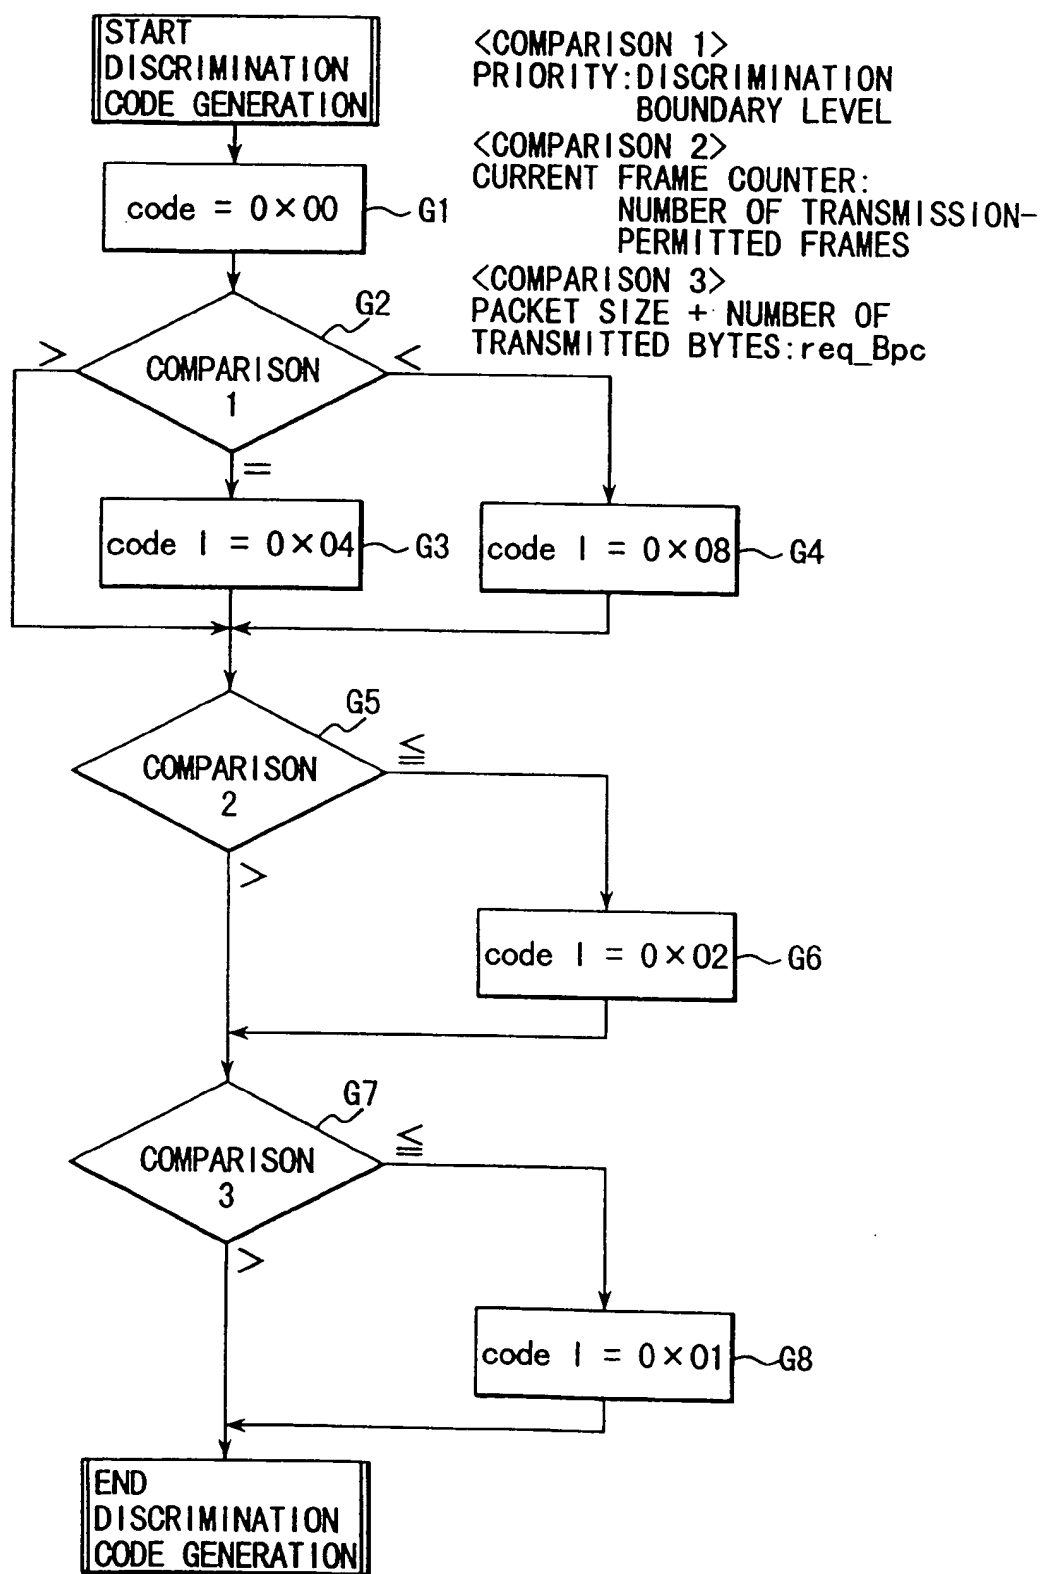 START
DISCRIMINATION
CODE GENERATION
<COMPARISON 1>
PRIORITY:DISCRIMINATION
BOUNDARY LEVEL
<COMPARISON 2>
CURRENT FRAME COUNTER:
NUMBER OF TRANSMISSION-
PERMITTED FRAMES
<COMPARISON 3>
PACKET SIZE + NUMBER OF
TRANSMITTED BYTES:req_Bpc
code = 0×00
G1
G2
>
COMPARISON
1
<
=
code | = 0×04
G3
code | = 0×08
G4
G5
COMPARISON
2
≦
>
code | = 0×02
G6
G7
COMPARISON
3
≦
>
code | = 0×01
G8
END
DISCRIMINATION
CODE GENERATION